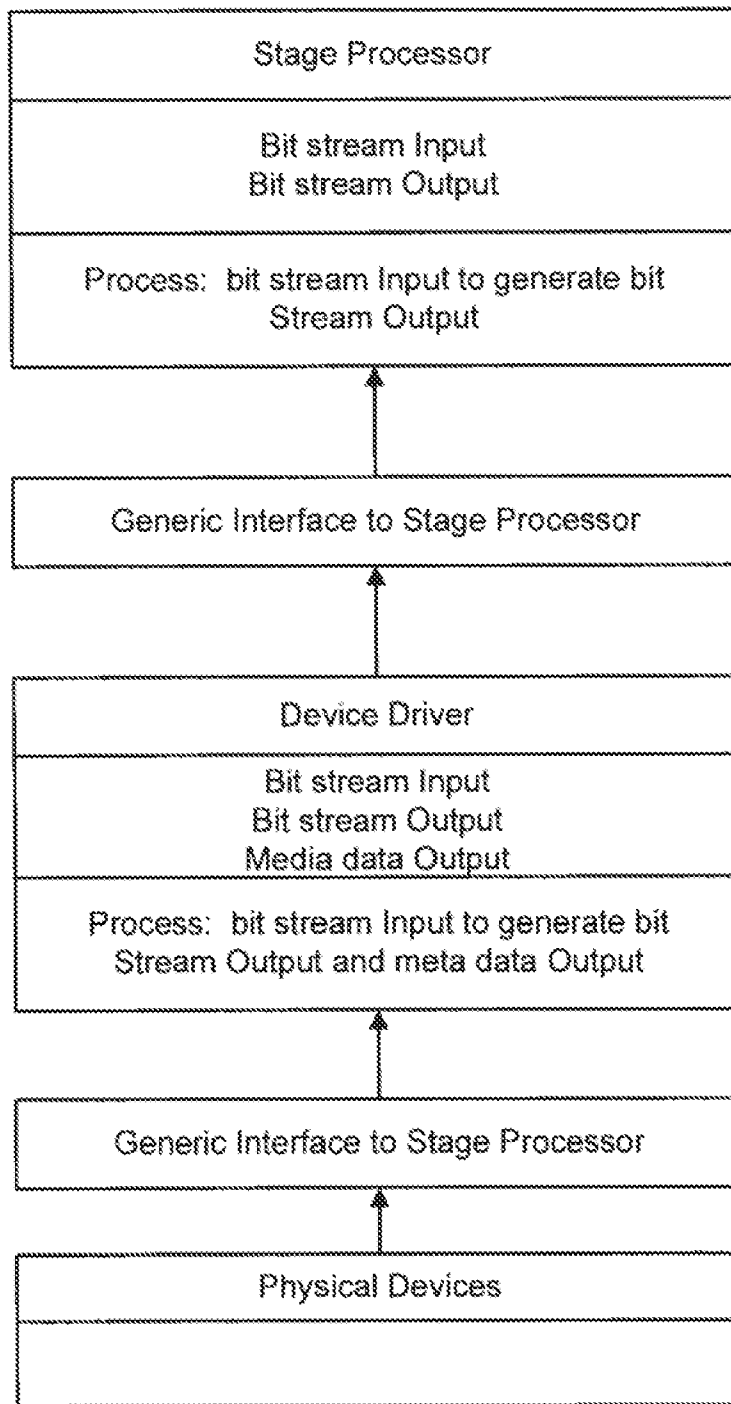 Stage Processor
Bit stream Input
Bit stream Output
Process: bit stream Input to generate bit
Stream Output
Generic Interface to Stage Processor
Device Driver
Bit stream Input
Bit stream Output
Media data Output
Process: bit stream Input to generate bit
Stream Output and meta data Output
Generic Interface to Stage Processor
Physical Devices